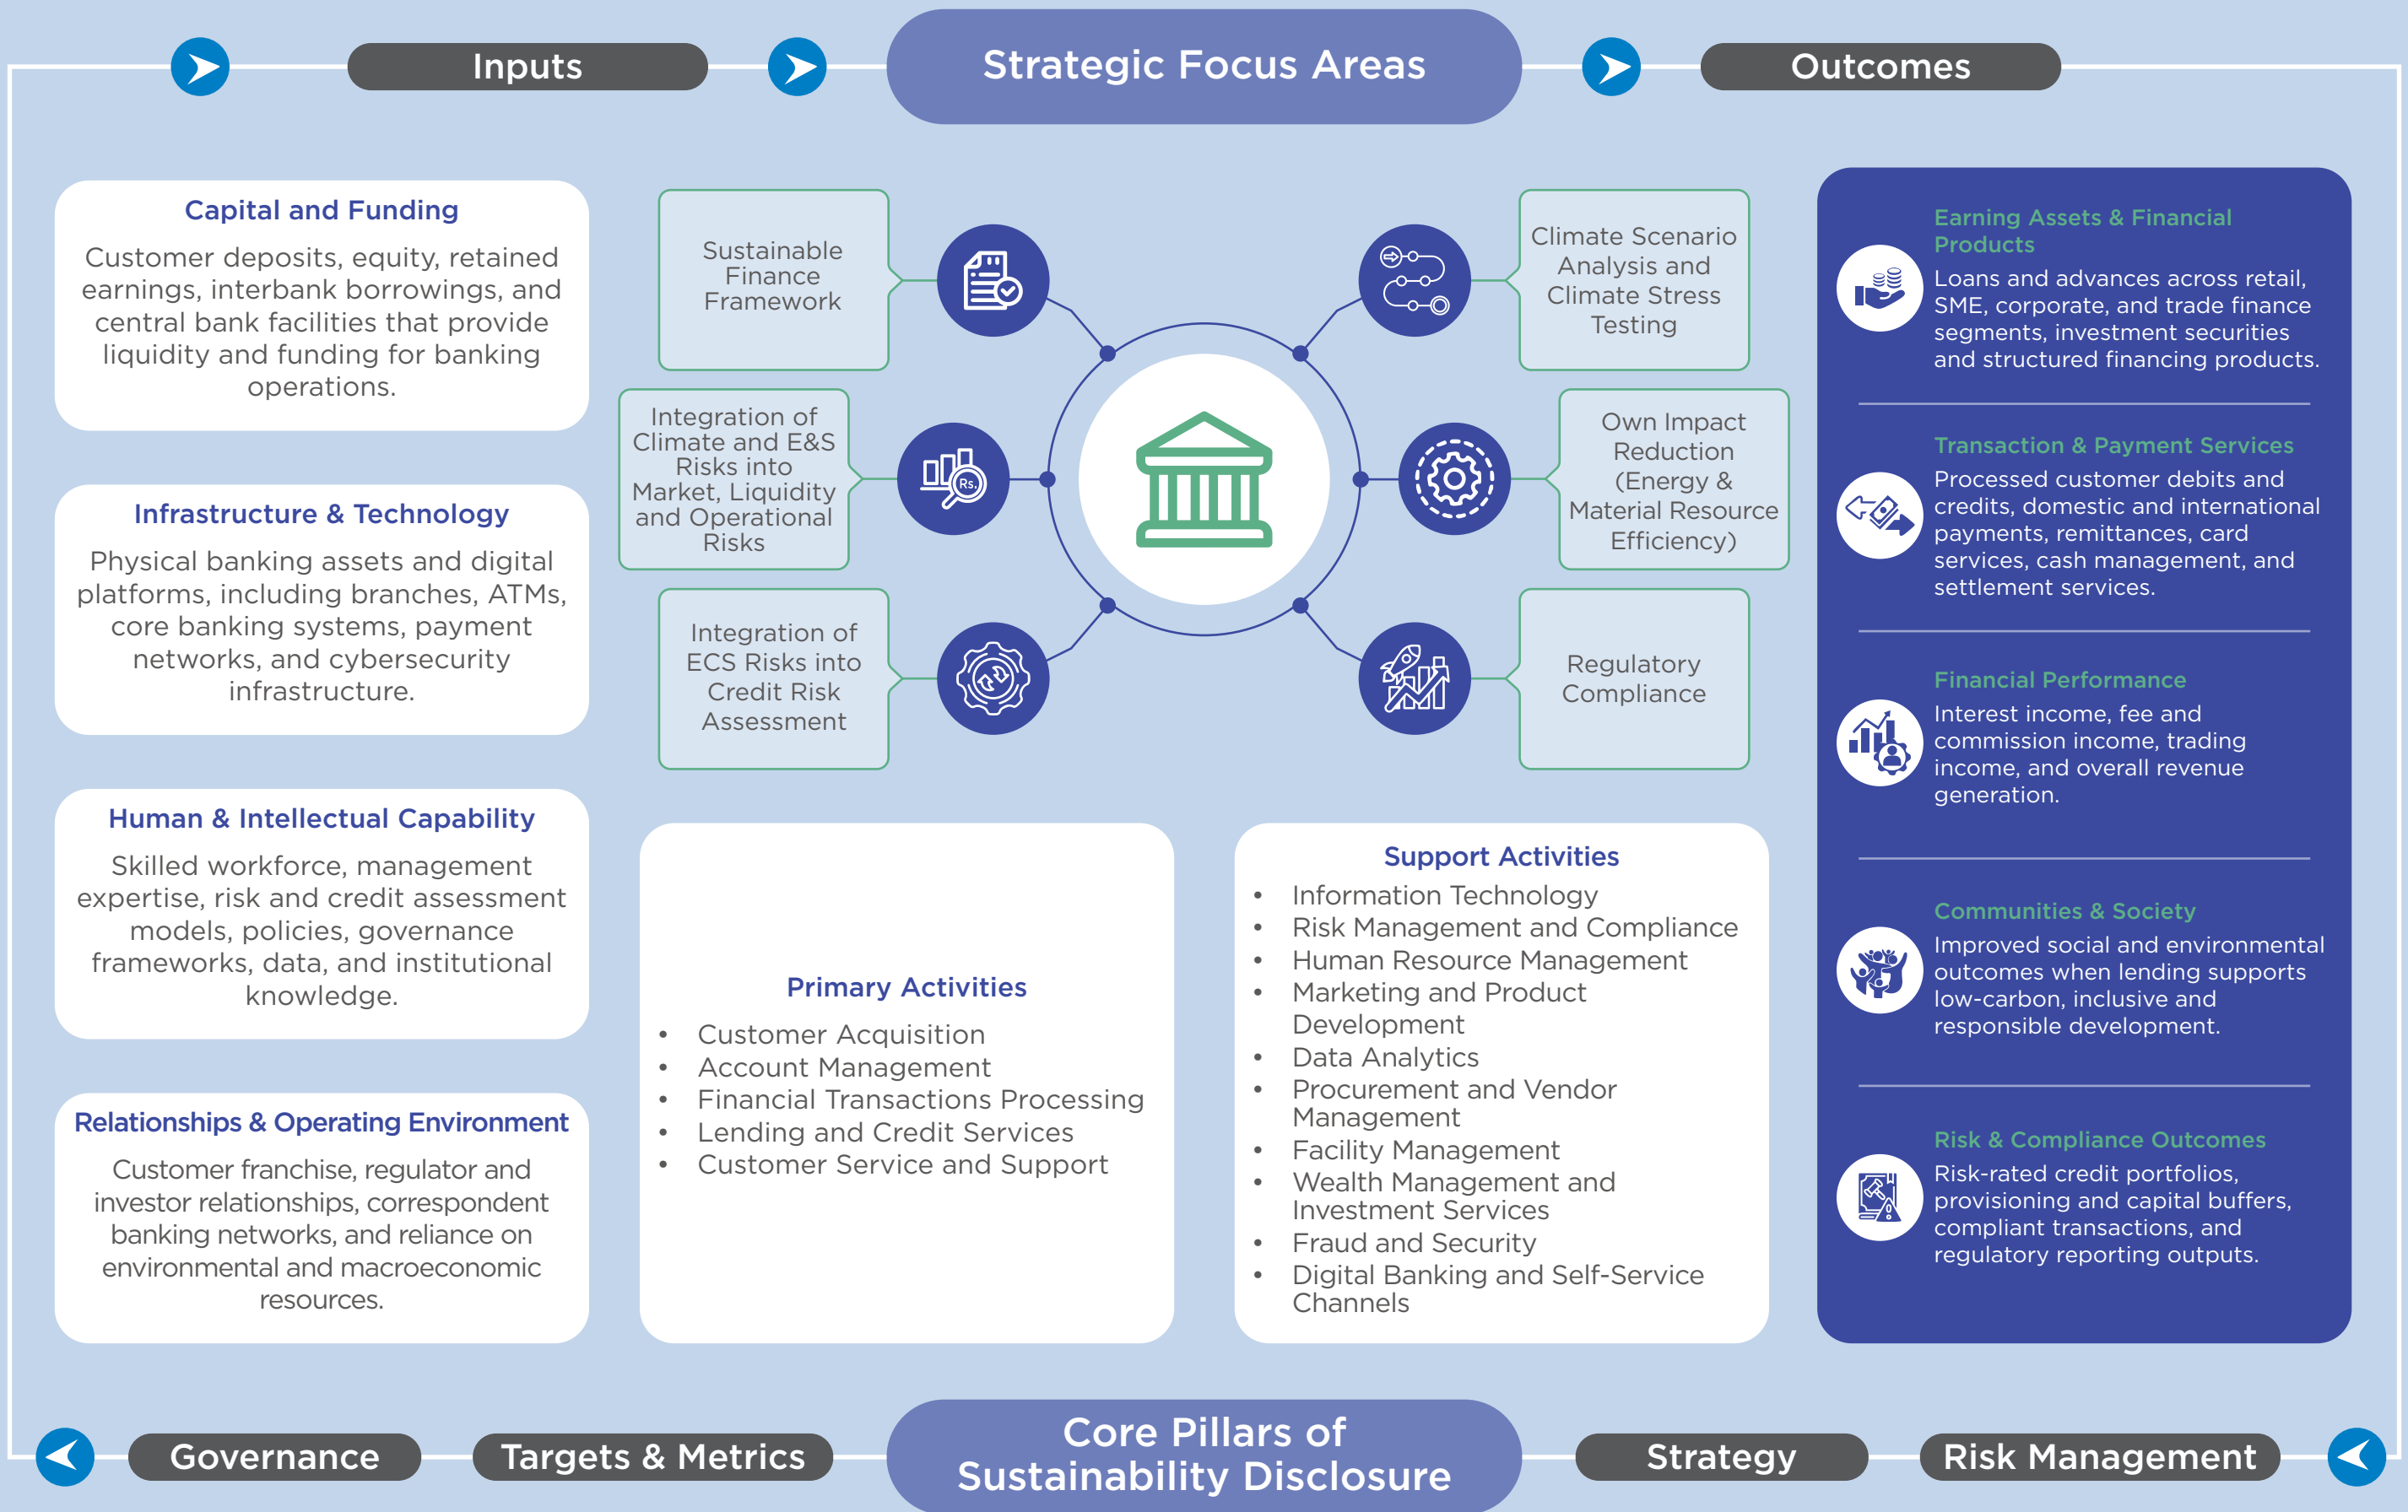 Inputs
Strategic Focus Areas
Outcomes
Capital and Funding
Customer deposits, equity, retained
earnings, interbank borrowings, and
central bank facilities that provide
liquidity and funding for banking
operations.
Infrastructure & Technology
Physical banking assets and digital
platforms, including branches, ATMs,
core banking systems, payment
networks, and cybersecurity
infrastructure.
Human & Intellectual Capability
Skilled workforce, management
expertise, risk and credit assessment
models, policies, governance
frameworks, data, and institutional
knowledge.
Relationships & Operating Environment
Customer franchise, regulator and
investor relationships, correspondent
banking networks, and reliance on
environmental and macroeconomic
resources.
Sustainable
Finance
Framework
Integration of
Climate and E&S
Risks into
Market, Liquidity
and Operational
Risks
Rs.
Integration of
ECS Risks into
Credit Risk
Assessment
Climate Scenario
Analysis and
Climate Stress
Testing
Own Impact
Reduction
(Energy &
Material Resource
Efficiency)
Regulatory
Compliance
Primary Activities
• Customer Acquisition
• Account Management
• Financial Transactions Processing
• Lending and Credit Services
• Customer Service and Support
Support Activities
• Information Technology
• Risk Management and Compliance
• Human Resource Management
• Marketing and Product
Development
• Data Analytics
• Procurement and Vendor
Management
• Facility Management
• Wealth Management and
Investment Services
• Fraud and Security
• Digital Banking and Self-Service
Channels
Earning Assets & Financial
Products
Loans and advances across retail,
SME, corporate, and trade finance
segments, investment securities
and structured financing products.
Transaction & Payment Services
Processed customer debits and
credits, domestic and international
payments, remittances, card
services, cash management, and
settlement services.
Financial Performance
Interest income, fee and
commission income, trading
income, and overall revenue
generation.
Communities & Society
Improved social and environmental
outcomes when lending supports
low-carbon, inclusive and
responsible development.
Risk & Compliance Outcomes
Risk-rated credit portfolios,
provisioning and capital buffers,
compliant transactions, and
regulatory reporting outputs.
Governance
Targets & Metrics
Core Pillars of
Sustainability Disclosure
Strategy
Risk Management